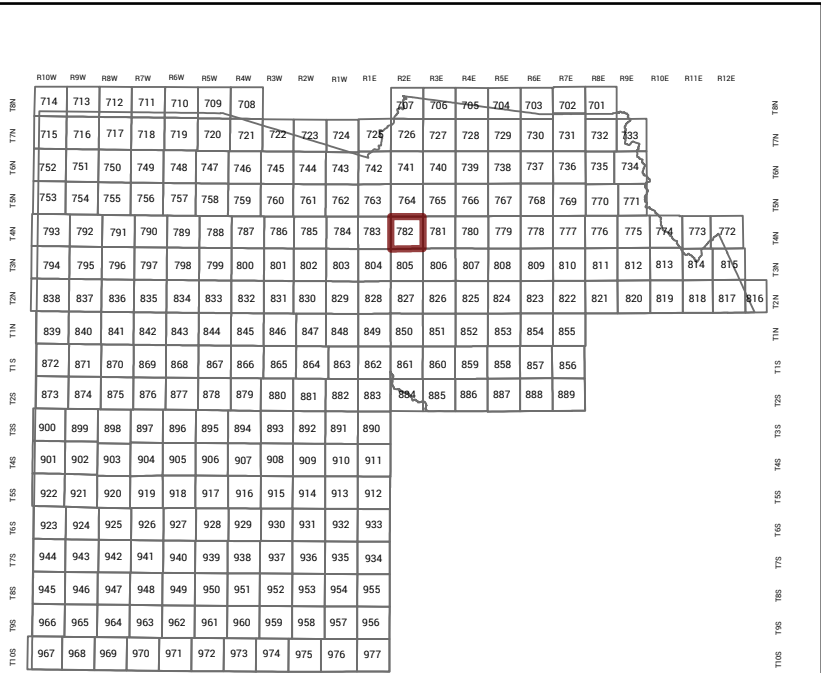 R10W R9W R8W R7W R6W R5W R4W R3W R2W R1W R1E R2E R3E R4E R5E R6E R7E R8E R9E R10E R11E R12E
T8N 714 713 712 711 710 709 708 707 706 705 704 703 702 701 T8N
T7N 715 716 717 718 719 720 721 722 723 724 725 726 727 728 729 730 731 732 733 T7N
T6N 752 751 750 749 748 747 746 745 744 743 742 741 740 739 738 737 736 735 734 T6N
T5N 753 754 755 756 757 758 759 760 761 762 763 764 765 766 767 768 769 770 771 T5N
T4N 793 792 791 790 789 788 787 786 785 784 783 782 781 780 779 778 777 776 775 774 773 772 T4N
T3N 794 795 796 797 798 799 800 801 802 803 804 805 806 807 808 809 810 811 812 813 814 815 T3N
T2N 838 837 836 835 834 833 832 831 830 829 828 827 826 825 824 823 822 821 820 819 818 817 816 T2N
T1N 839 840 841 842 843 844 845 846 847 848 849 850 851 852 853 854 855 T1N
T1S 872 871 870 869 868 867 866 865 864 863 862 861 860 859 858 857 856 T1S
T2S 873 874 875 876 877 878 879 880 881 882 883 884 885 886 887 888 889 T2S
T3S 900 899 898 897 896 895 894 893 892 891 890 T3S
T4S 901 902 903 904 905 906 907 908 909 910 911 T4S
T5S 922 921 920 919 918 917 916 915 914 913 912 T5S
T6S 923 924 925 926 927 928 929 930 931 932 933 T6S
T7S 944 943 942 941 940 939 938 937 936 935 934 T7S
T8S 945 946 947 948 949 950 951 952 953 954 955 T8S
T9S 966 965 964 963 962 961 960 959 958 957 956 T9S
T10S 967 968 969 970 971 972 973 974 975 976 977 T10S